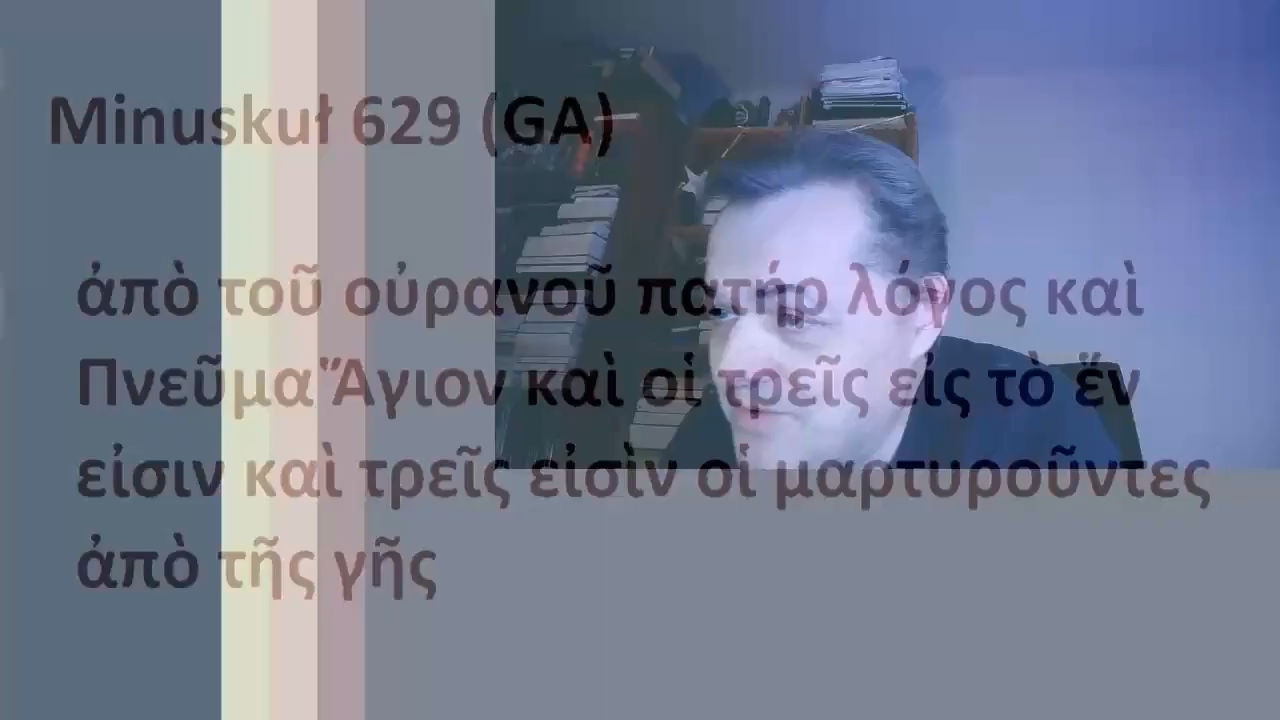 Minuskuł 629 (GA)
ἀπὸ τοῦ οὐρανοῦ πατήρ λόγος καὶ
Πνεῦμα Ἅγιον καὶ οἱ τρεῖς εἰς τὸ ἕν
εἰσιν καὶ τρεῖς εἰσὶν οἱ μαρτυροῦντες
ἀπὸ τῆς γῆς